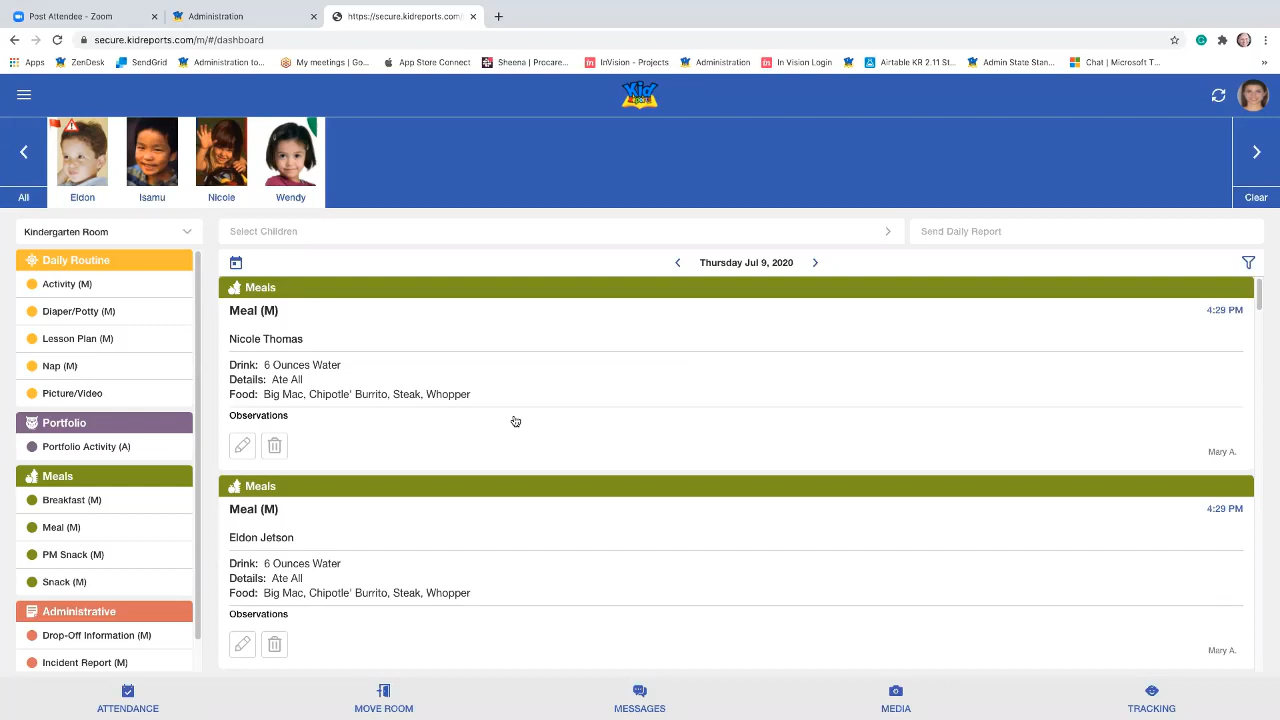 Post Attendee - Zoom
Administration
https://secure.kidreports.com/
secure.kidreports.com/m/#/dashboard
Apps
ZenDesk
SendGrid
Administration to...
My meetings | Go...
App Store Connect
Sheena | Procare...
InVision - Projects
Administration
In Vision Login
Airtable KR 2.11 St...
Admin State Stan...
Chat | Microsoft T...
»
Kid
All
Eldon
Isamu
Nicole
Wendy
Clear
Kindergarten Room
Select Children
Send Daily Report
Daily Routine
Activity (M)
Diaper/Potty (M)
Lesson Plan (M)
Nap (M)
Picture/Video
Portfolio
Portfolio Activity (A)
Meals
Breakfast (M)
Meal (M)
PM Snack (M)
Snack (M)
Administrative
Drop-Off Information (M)
Incident Report (M)
Thursday Jul 9, 2020
Meals
Meal (M) 4:29 PM
Nicole Thomas
Drink: 6 Ounces Water
Details: Ate All
Food: Big Mac, Chipotle' Burrito, Steak, Whopper
Observations
Mary A.
Meals
Meal (M) 4:29 PM
Eldon Jetson
Drink: 6 Ounces Water
Details: Ate All
Food: Big Mac, Chipotle' Burrito, Steak, Whopper
Observations
Mary A.
ATTENDANCE
MOVE ROOM
MESSAGES
MEDIA
TRACKING